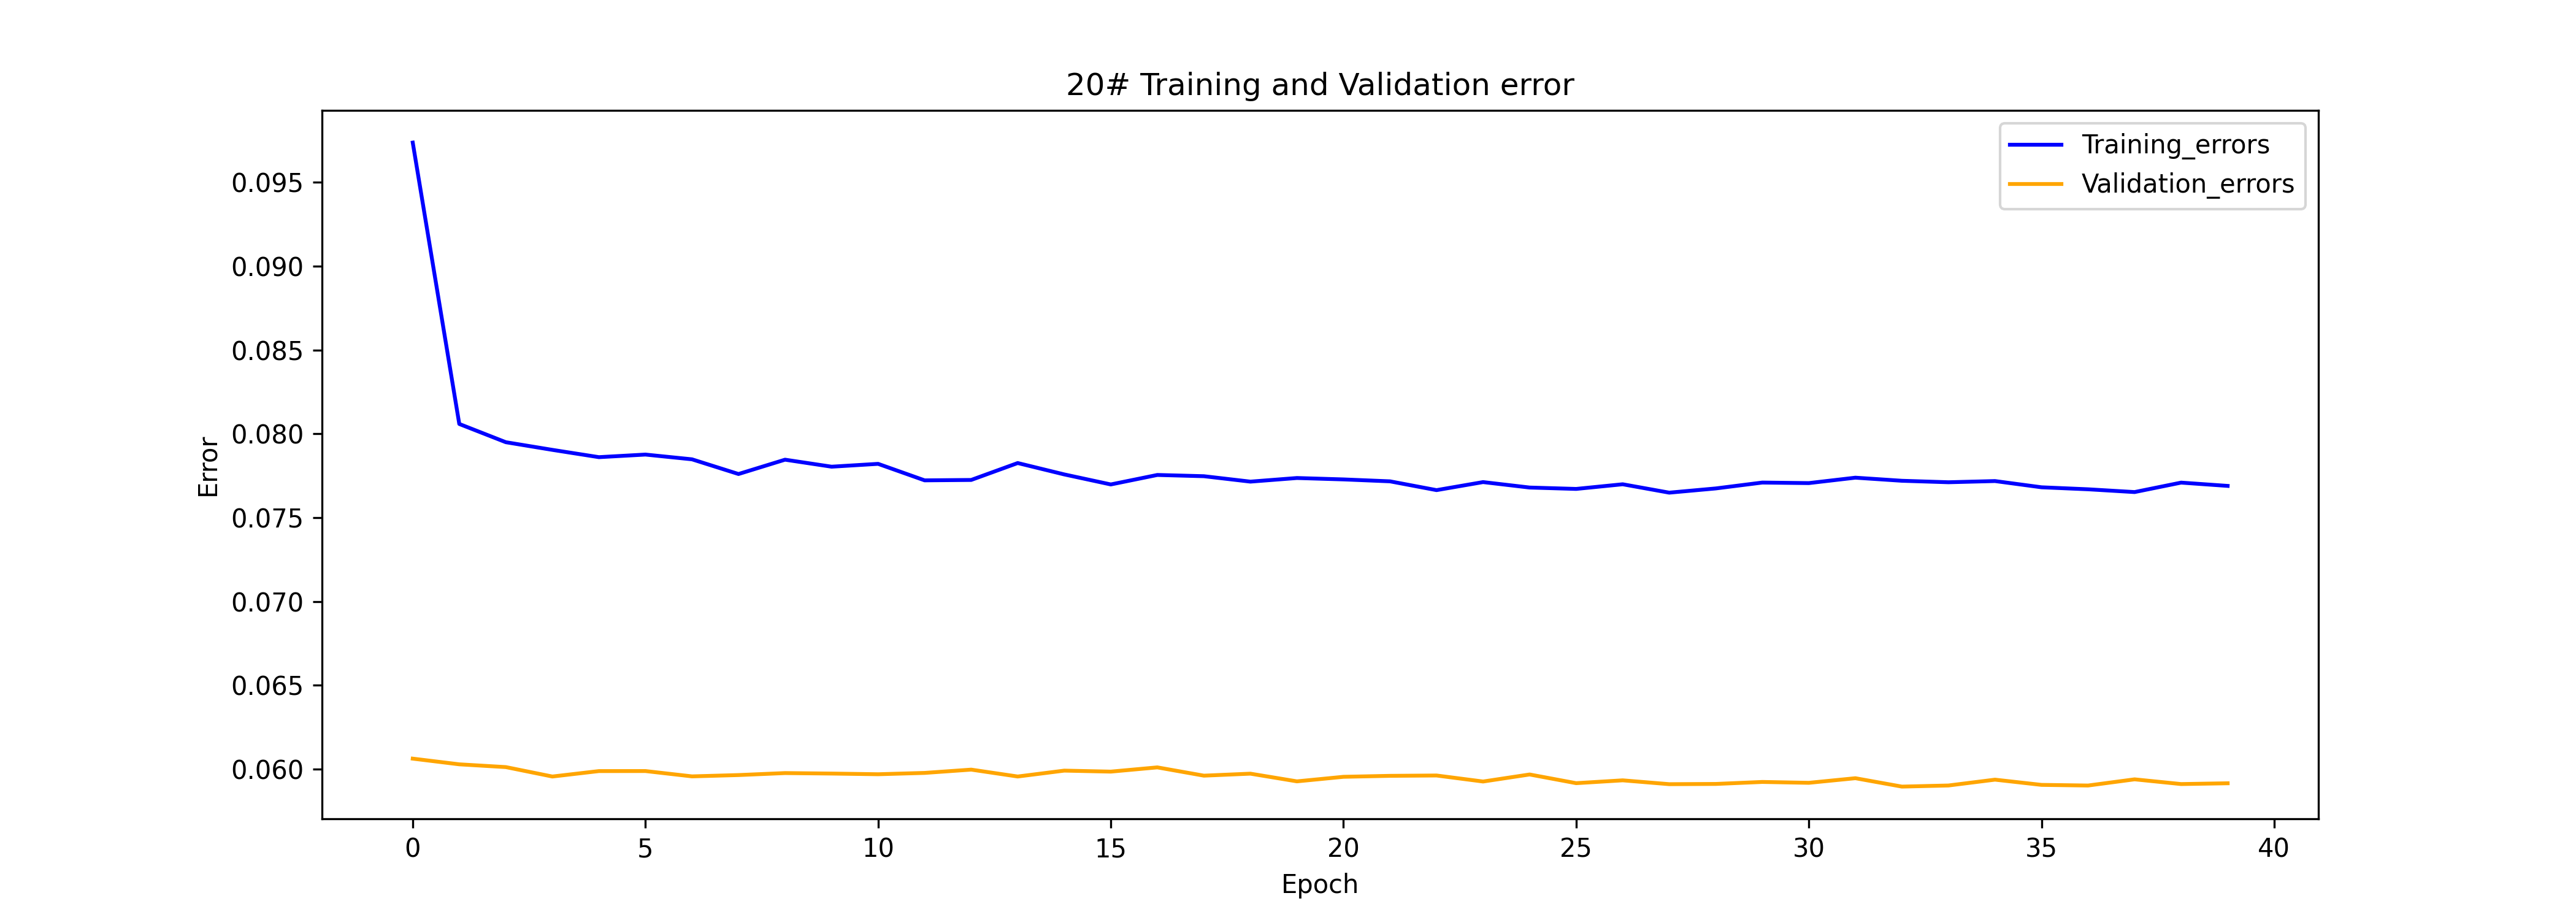 20# Training and Validation error
Training_errors
Validation_errors
0.095
0.090
0.085
0.080
0.075
0.070
0.065
0.060
Error
0 5 10 15 20 25 30 35 40
Epoch